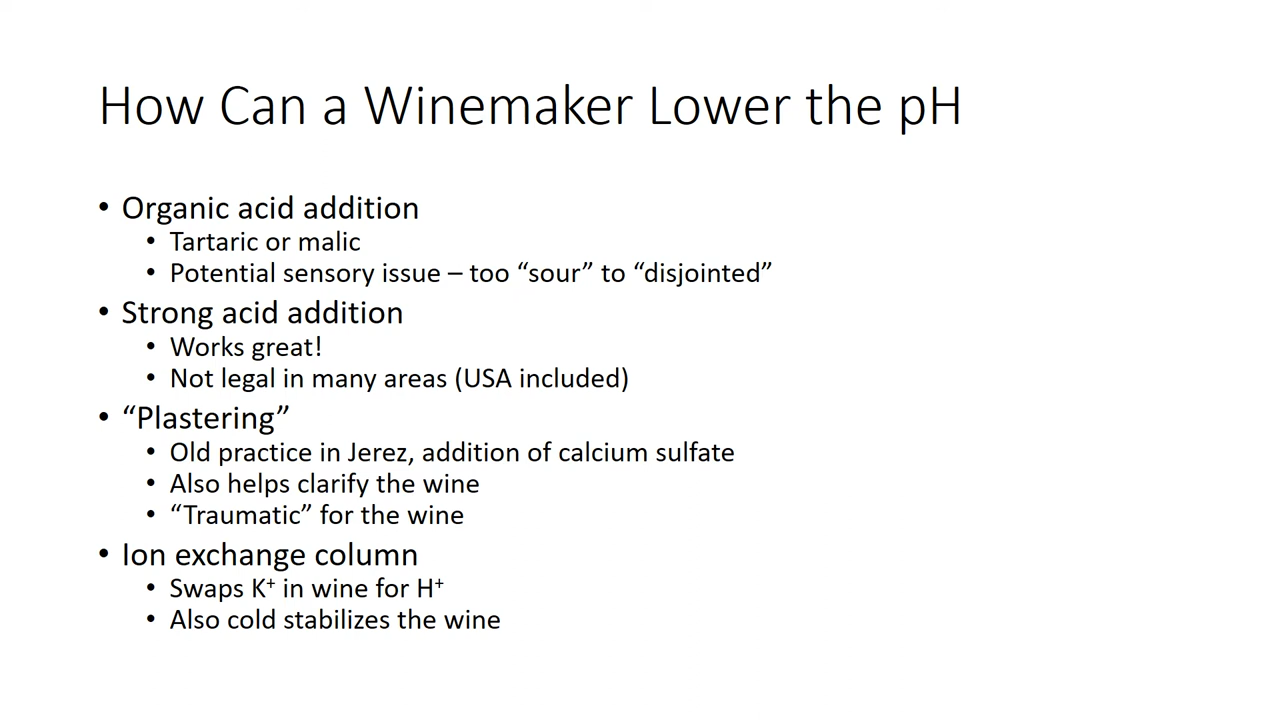 How Can a Winemaker Lower the pH
• Organic acid addition
• Tartaric or malic
• Potential sensory issue – too “sour” to “disjointed”
• Strong acid addition
• Works great!
• Not legal in many areas (USA included)
• “Plastering”
• Old practice in Jerez, addition of calcium sulfate
• Also helps clarify the wine
• “Traumatic” for the wine
• Ion exchange column
• Swaps K⁺ in wine for H⁺
• Also cold stabilizes the wine